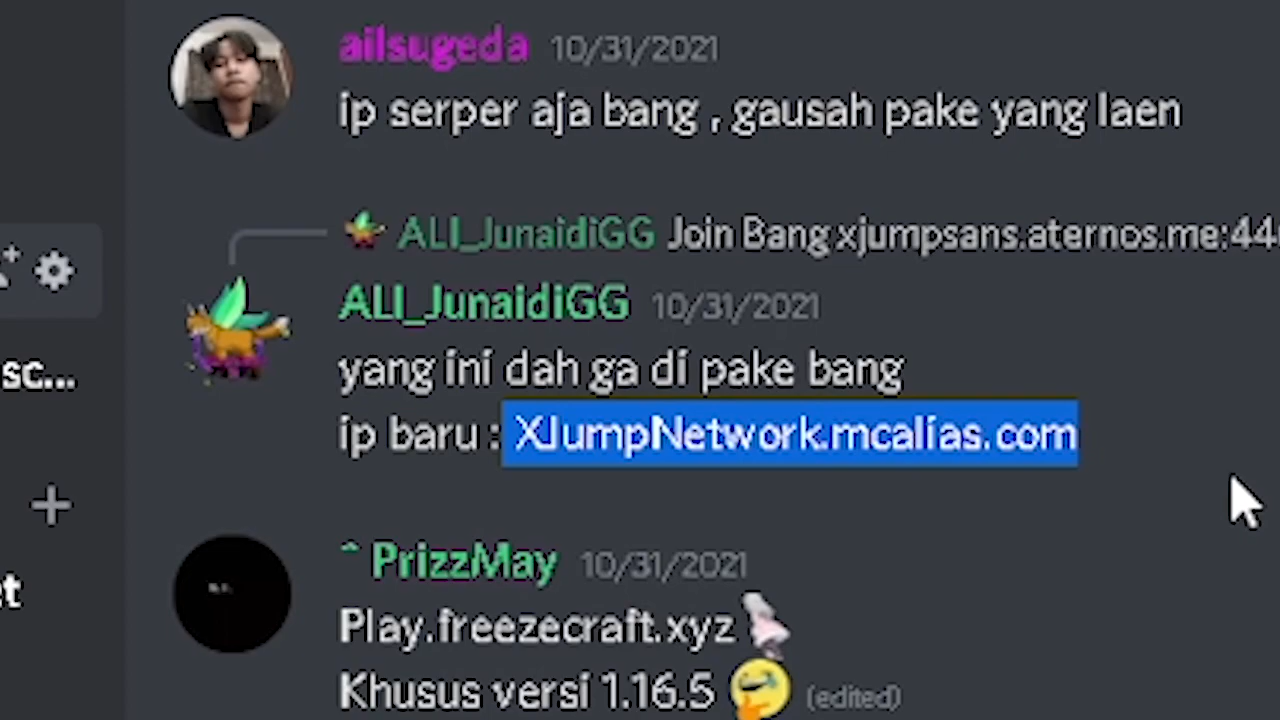 ailsugeda 10/31/2021
ip serper aja bang , gausah pake yang laen
ALI_JunaidiGG Join Bang xjumpsans.aternos.me:44
ALI_JunaidiGG 10/31/2021
yang ini dah ga di pake bang
sc...
ip baru : XJumpNetwork.mcalias.com
^ PrizzMay 10/31/2021
Play.freezecraft.xyz
Khusus versi 1.16.5 (edited)